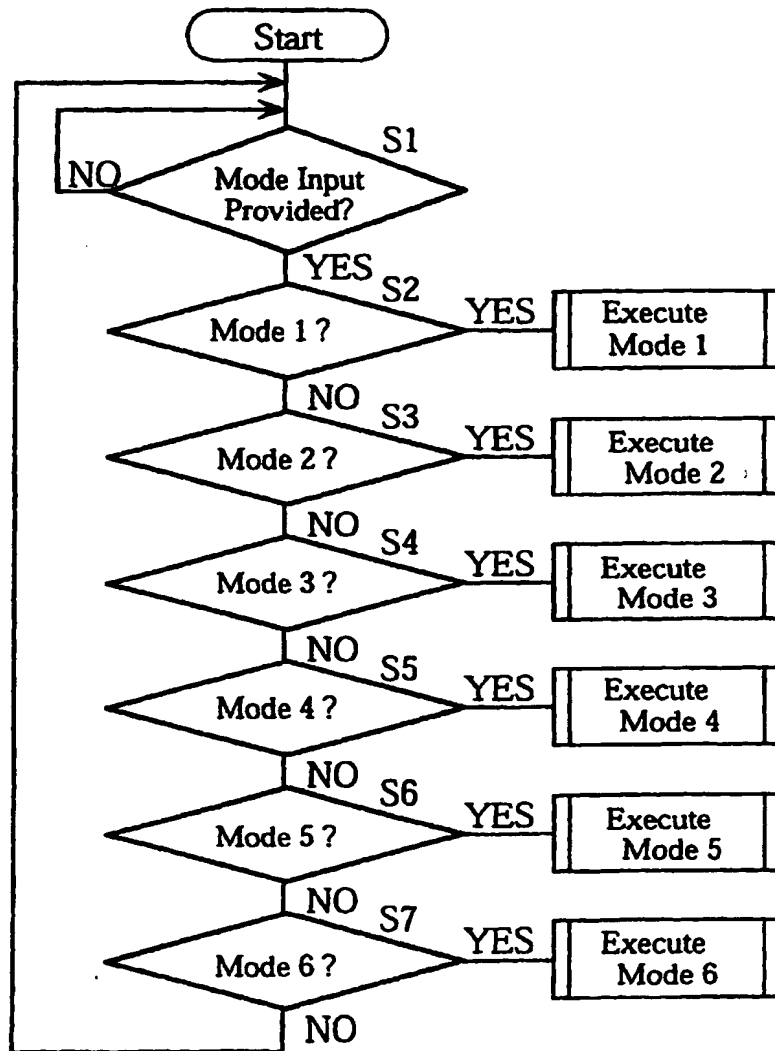 Start
S1
NO
Mode Input
Provided?
YES
S2
Mode 1 ?
YES
Execute
Mode 1
NO
S3
Mode 2 ?
YES
Execute
Mode 2
NO
S4
Mode 3 ?
YES
Execute
Mode 3
NO
S5
Mode 4 ?
YES
Execute
Mode 4
NO
S6
Mode 5 ?
YES
Execute
Mode 5
NO
S7
Mode 6 ?
YES
Execute
Mode 6
NO